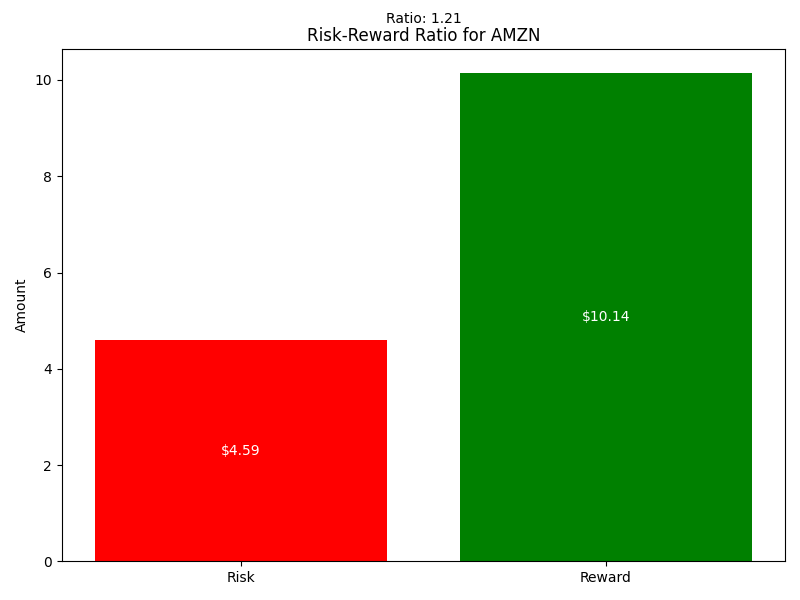 Ratio: 1.21
Risk-Reward Ratio for AMZN
Amount
10
8
6
4
2
0
$10.14
$4.59
Risk
Reward